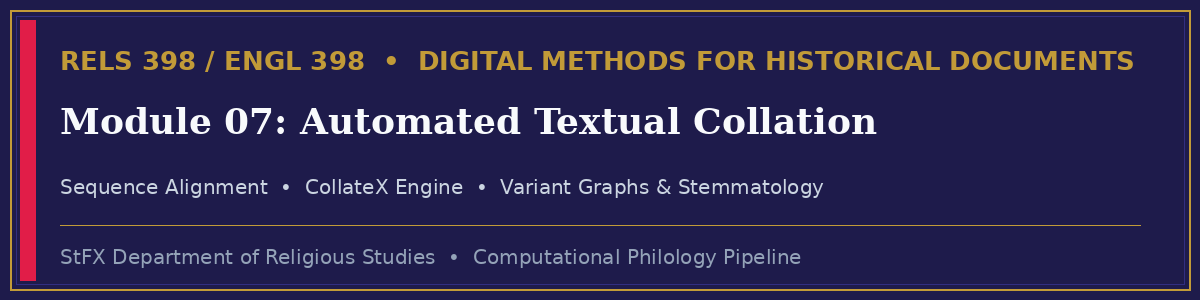 RELS 398 / ENGL 398 • DIGITAL METHODS FOR HISTORICAL DOCUMENTS
Module 07: Automated Textual Collation
Sequence Alignment • CollateX Engine • Variant Graphs & Stemmatology
StFX Department of Religious Studies • Computational Philology Pipeline